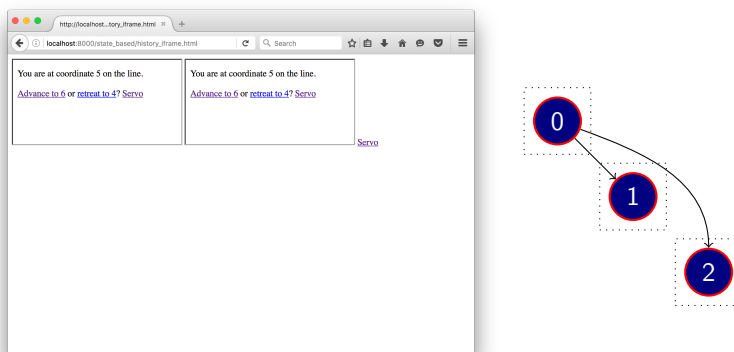 http://localhost...tory_iframe.html × +
localhost:8000/state_based/history_iframe.html
Search
You are at coordinate 5 on the line.
Advance to 6 or retreat to 4? Servo
You are at coordinate 5 on the line.
Advance to 6 or retreat to 4? Servo
Servo
0
1
2